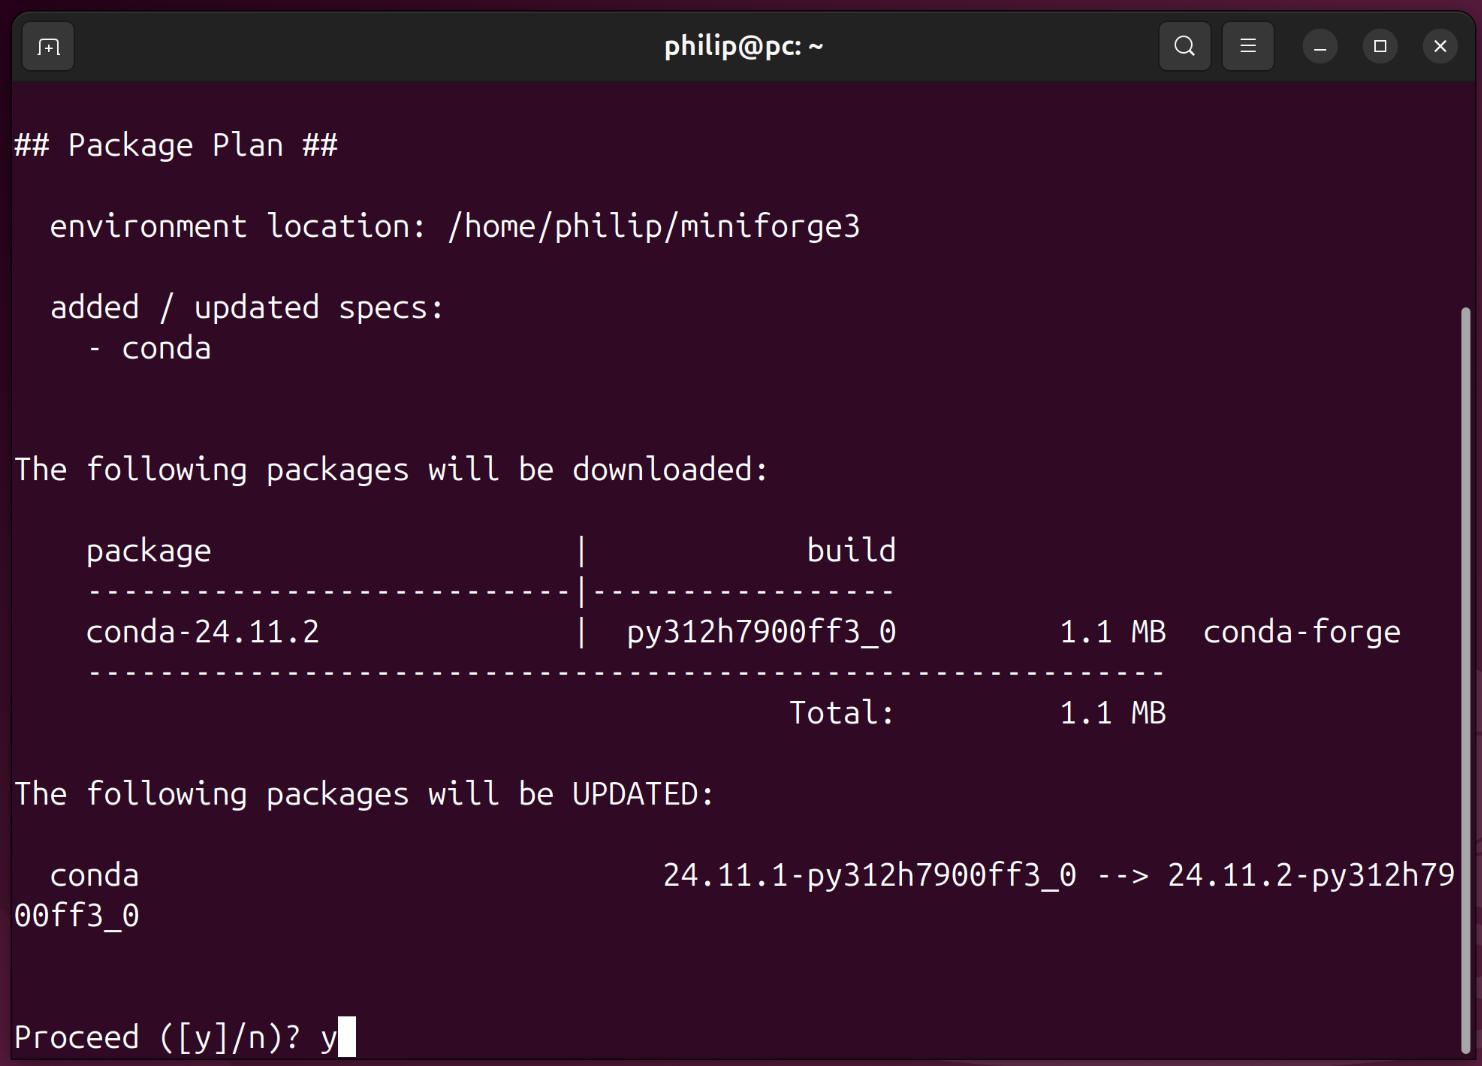 philip@pc: ~
## Package Plan ##
environment location: /home/philip/miniforge3
added / updated specs:
- conda
The following packages will be downloaded:
package | build
---------------------------|-----------------
conda-24.11.2 | py312h7900ff3_0 1.1 MB conda-forge
------------------------------------------------------------
Total: 1.1 MB
The following packages will be UPDATED:
conda 24.11.1-py312h7900ff3_0 --> 24.11.2-py312h79
00ff3_0
Proceed ([y]/n)? y